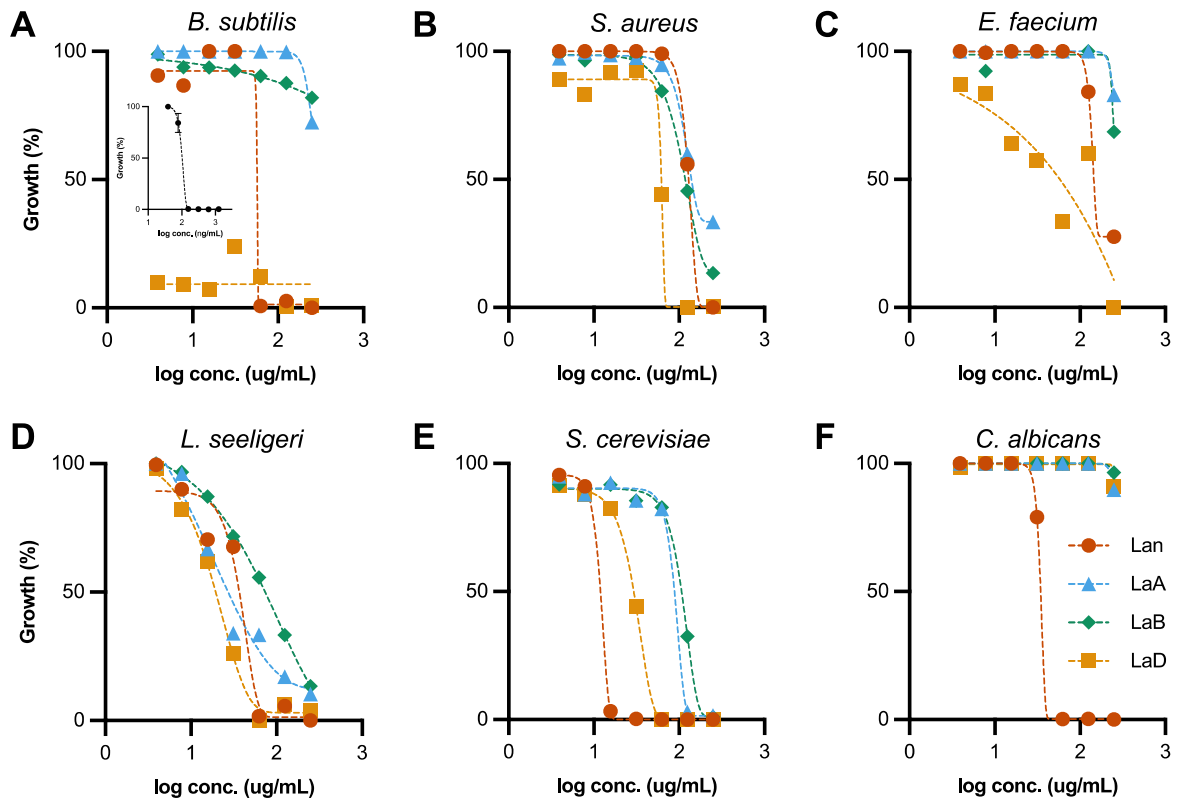 A B. subtilis
100
50
0
Growth (%)
0 1 2 3
log conc. (ug/mL)
100
50
0
Growth (%)
1 2 3
log conc. (ng/mL)
B S. aureus
100
50
0
0 1 2 3
log conc. (ug/mL)
C E. faecium
100
50
0
0 1 2 3
log conc. (ug/mL)
D L. seeligeri
100
50
0
Growth (%)
0 1 2 3
log conc. (ug/mL)
E S. cerevisiae
100
50
0
0 1 2 3
log conc. (ug/mL)
F C. albicans
100
50
0
0 1 2 3
log conc. (ug/mL)
Lan
LaA
LaB
LaD